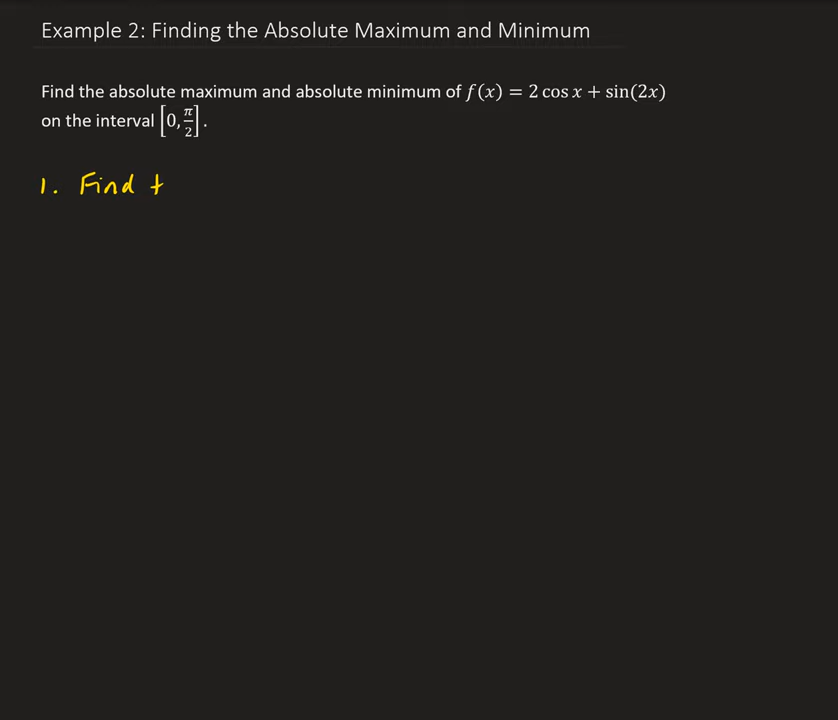 Example 2: Finding the Absolute Maximum and Minimum
Find the absolute maximum and absolute minimum of f(x) = 2 cos x + sin(2x)
on the interval [0, π/2].
1. Find t